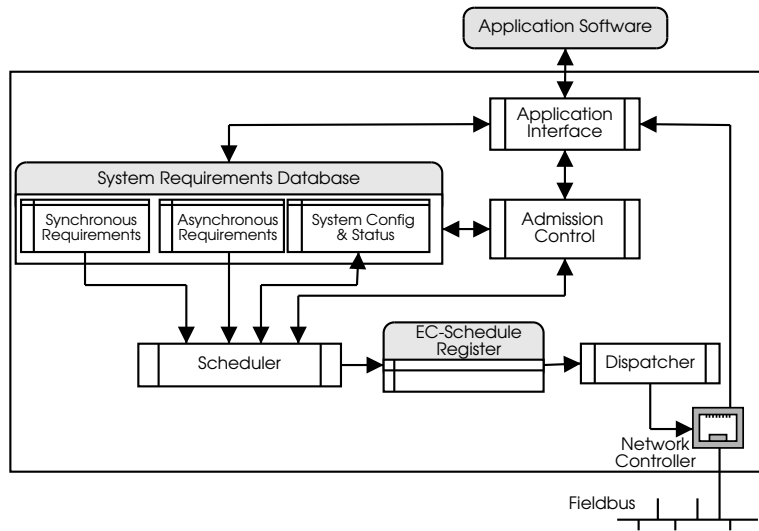 Application Software
Application
Interface
System Requirements Database
Synchronous
Requirements
Asynchronous
Requirements
System Config
& Status
Admission
Control
EC-Schedule
Register
Scheduler
Dispatcher
Network
Controller
Fieldbus